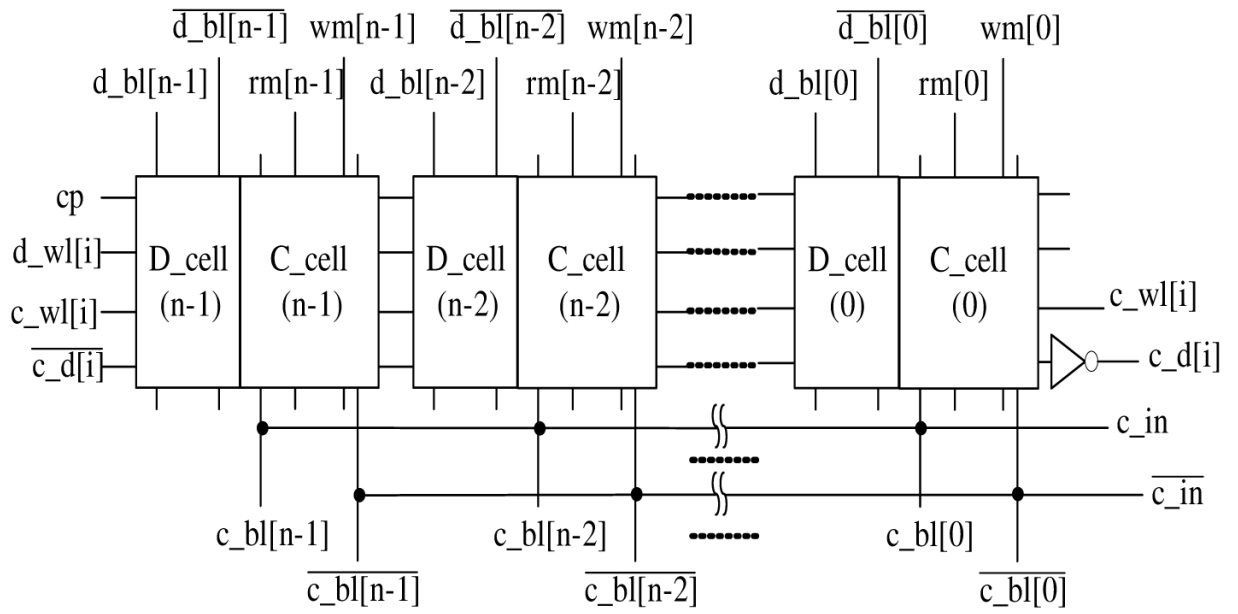 d_bl[n-1] wm[n-1] d_bl[n-2] wm[n-2] d_bl[0] wm[0]
d_bl[n-1] rm[n-1] d_bl[n-2] rm[n-2] d_bl[0] rm[0]
cp
d_wl[i] D_cell C_cell D_cell C_cell D_cell C_cell
c_wl[i] (n-1) (n-1) (n-2) (n-2) (0) (0) c_wl[i]
c_d[i] c_d[i]
c_in
c_in
c_bl[n-1] c_bl[n-2] c_bl[0]
c_bl[n-1] c_bl[n-2] c_bl[0]